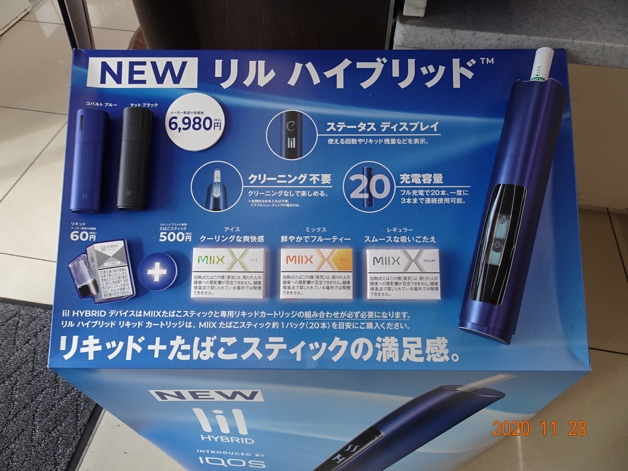 NEW リル ハイブリッド™
コバルト ブルー
マット ブラック
メーカー希望小売価格
6,980円(税込)
ステータス ディスプレイ
使える回数やリキッド残量などを表示。
クリーニング 不要
クリーニングなしで楽しめる。
20
充電容量
フル充電で20本、一度に
3本まで連続使用可能。
リキッド
60円
たばこスティック
500円
アイス
クーリングな爽快感
ミックス
鮮やかでフルーティー
レギュラー
スムースな吸いごたえ
MIIX
MIIX
MIIX
lil HYBRID デバイスはMIIXたばこスティックと専用リキッドカートリッジの組み合わせが必ず必要になります。
リル ハイブリッド リキッド カートリッジは、MIIX たばこスティック約1パック(20本)を目安にご購入ください。
リキッド+たばこスティックの満足感。
NEW
lil
HYBRID
INTRODUCED BY
IQOS
lil
2020 11 28